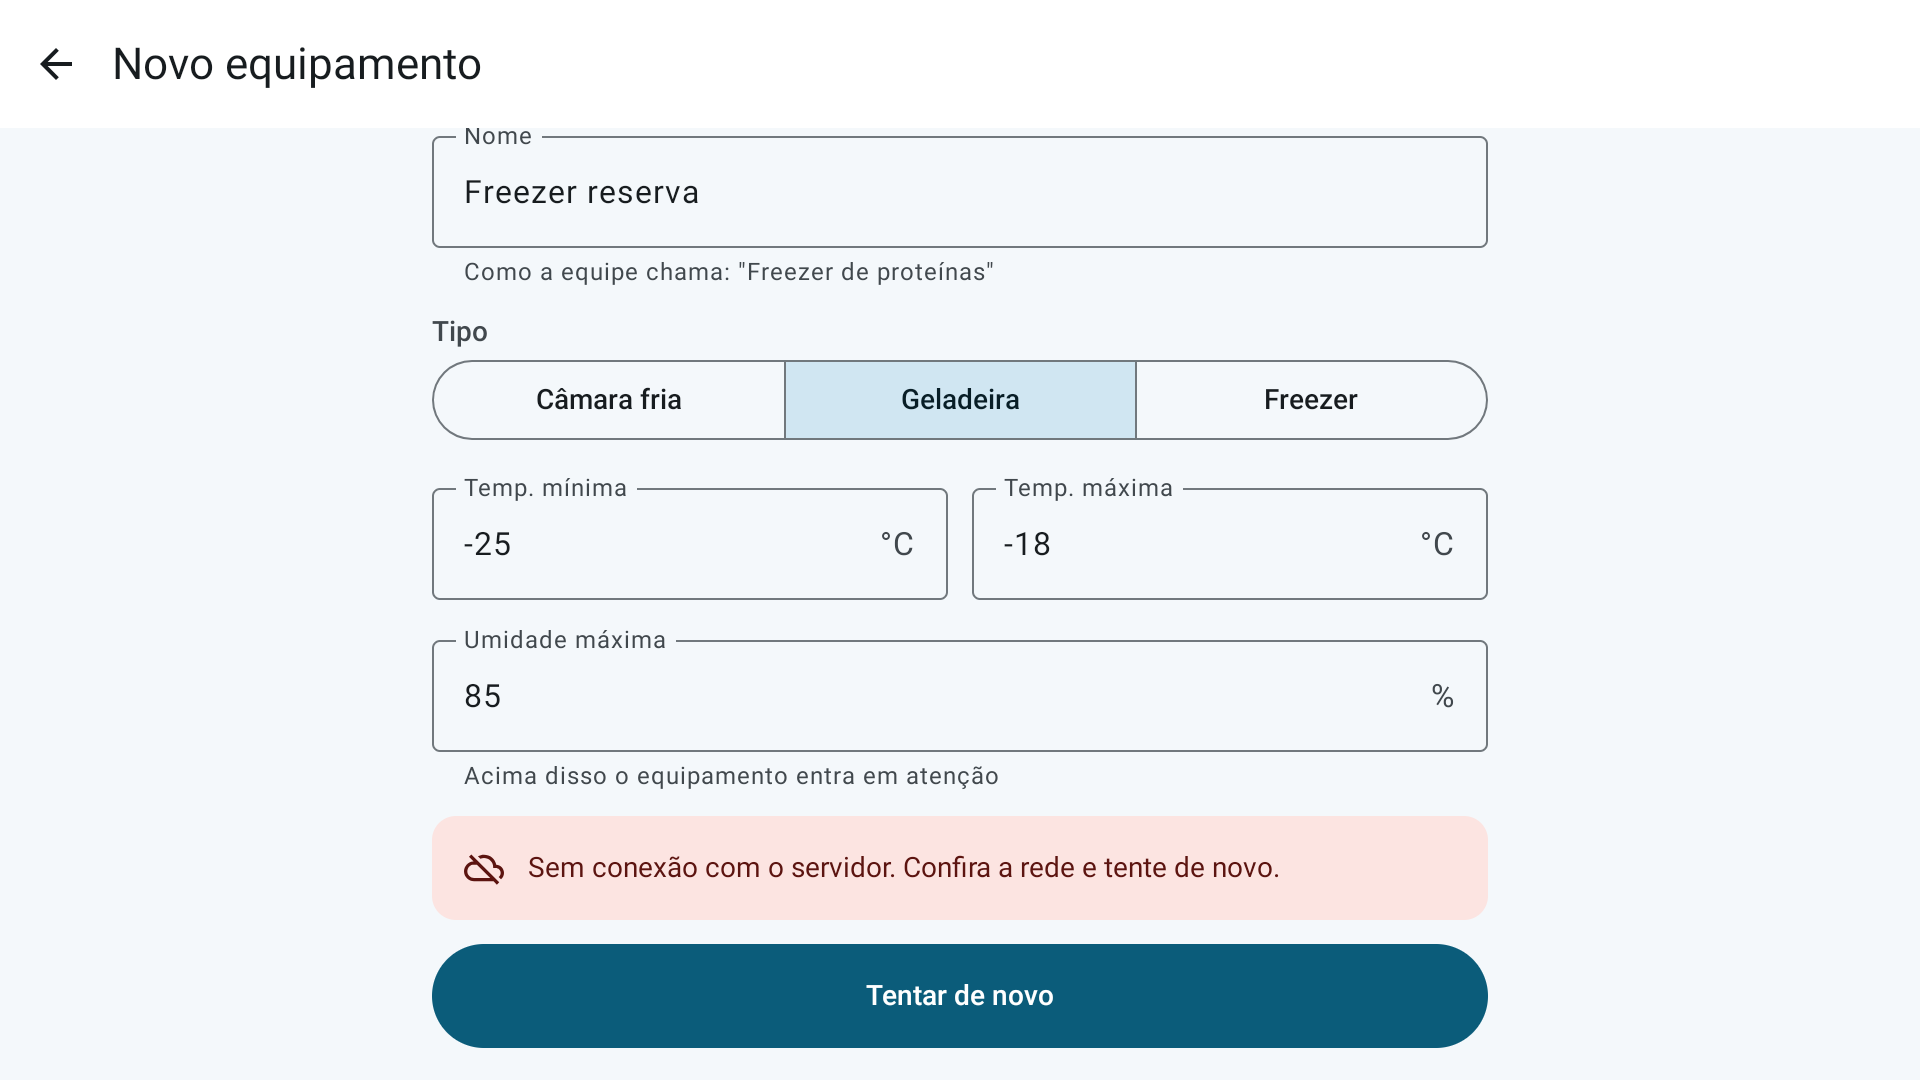 Novo equipamento
Nome
Freezer reserva
Como a equipe chama: "Freezer de proteínas"
Tipo
Câmara fria
Geladeira
Freezer
Temp. mínima
Temp. máxima
-25 °C
-18 °C
Umidade máxima
85 %
Acima disso o equipamento entra em atenção
Sem conexão com o servidor. Confira a rede e tente de novo.
Tentar de novo